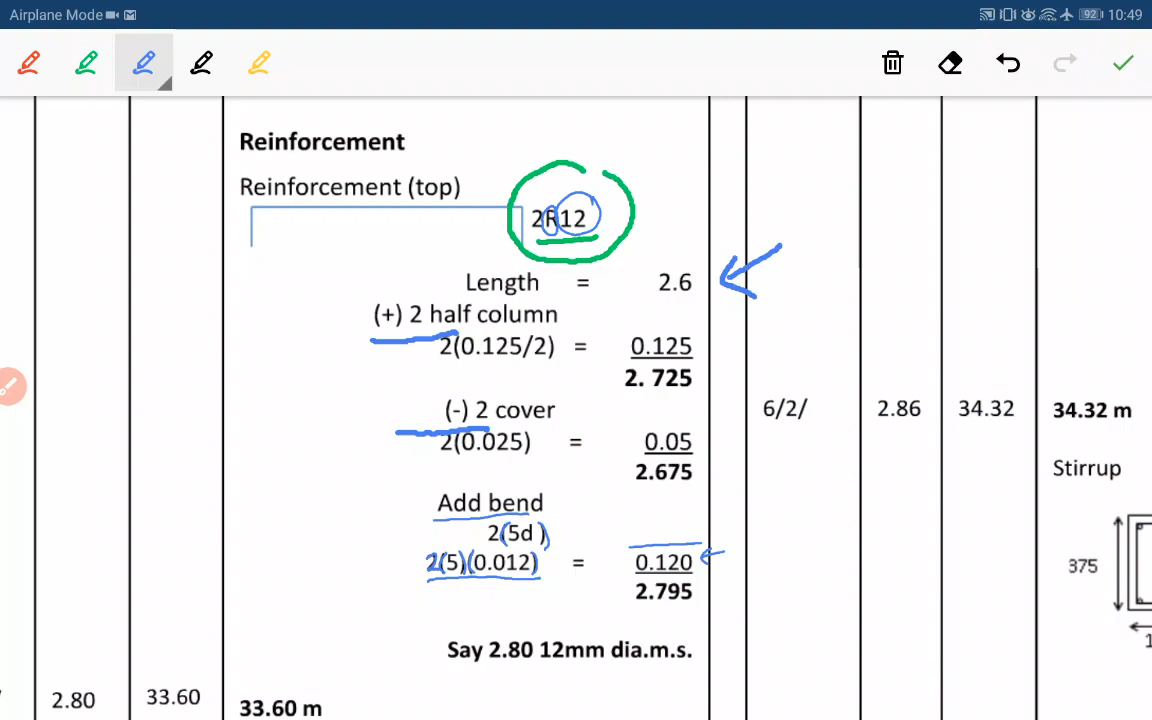 Airplane Mode
92 10:49
Reinforcement
Reinforcement (top)
2R12
Length = 2.6
(+) 2 half column
2(0.125/2) = 0.125
2. 725
(-) 2 cover
2(0.025) = 0.05
2.675
Add bend
2(5d)
2(5)(0.012) = 0.120
2.795
Say 2.80 12mm dia.m.s.
2.80 33.60
33.60 m
6/2/ 2.86 34.32
34.32 m
Stirrup
375
1